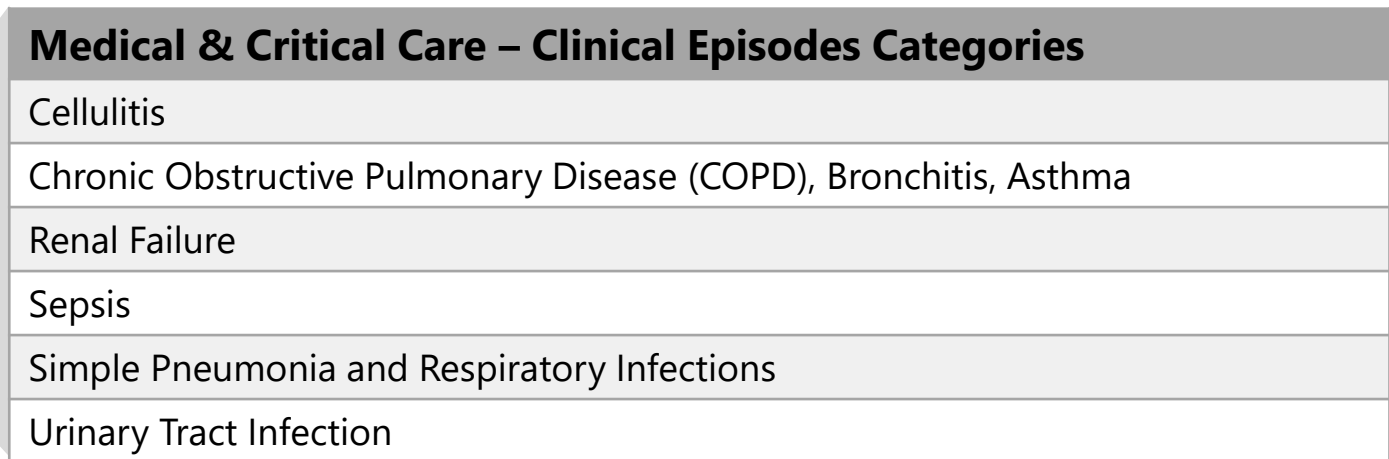 Medical & Critical Care – Clinical Episodes Categories
Cellulitis
Chronic Obstructive Pulmonary Disease (COPD), Bronchitis, Asthma
Renal Failure
Sepsis
Simple Pneumonia and Respiratory Infections
Urinary Tract Infection